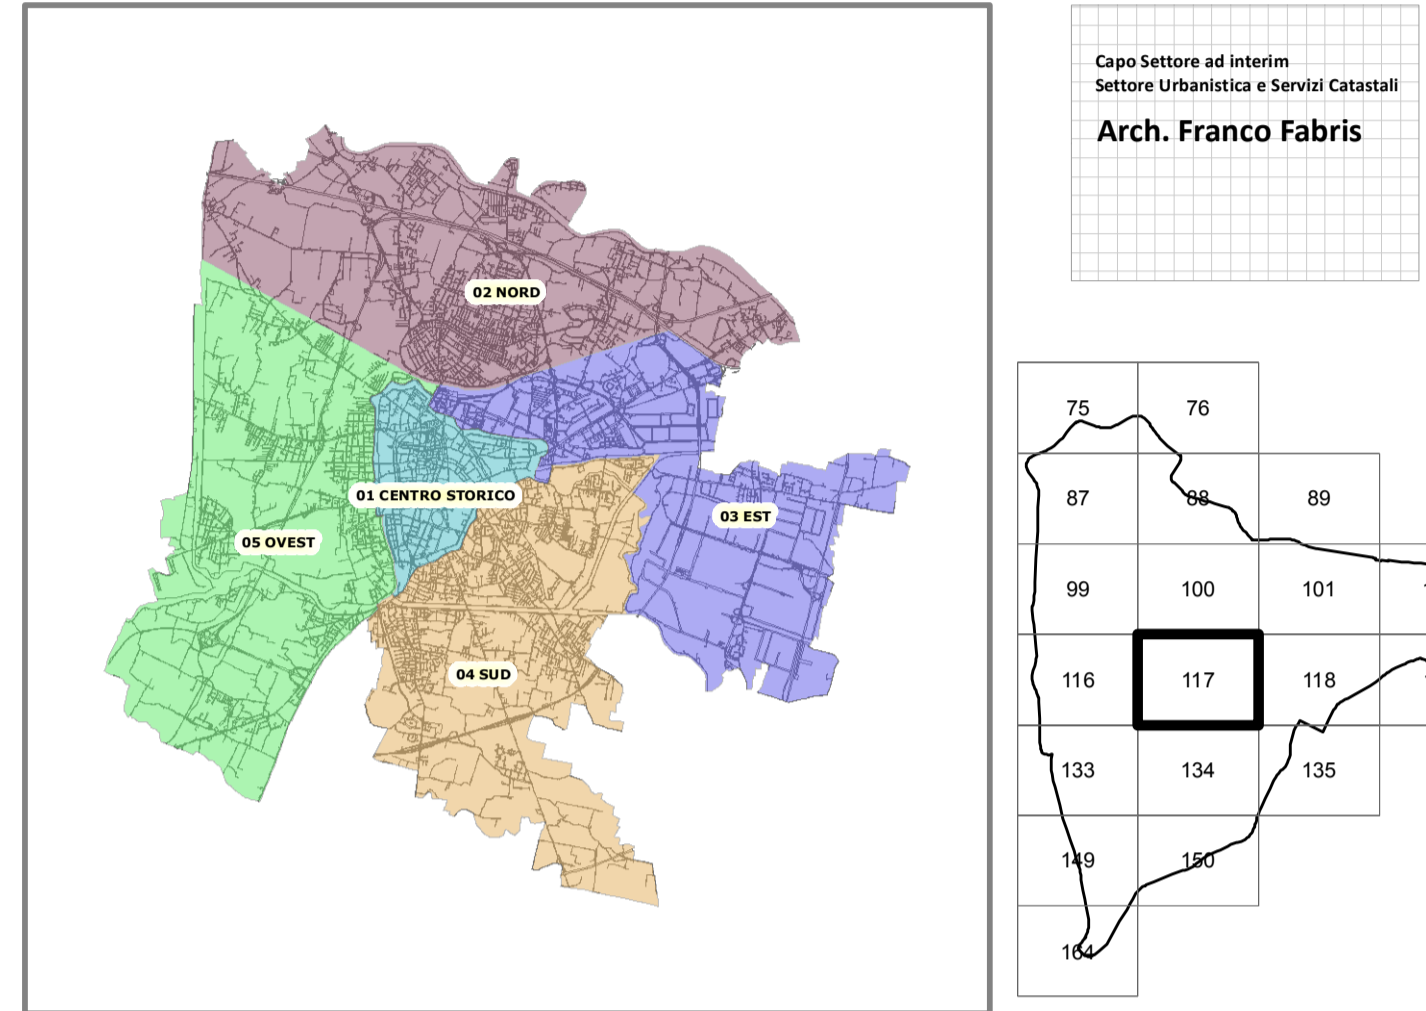 02 NORD
01 CENTRO STORICO
03 EST
05 OVEST
04 SUD
Capo Settore ad interim
Settore Urbanistica e Servizi Catastali
Arch. Franco Fabris
75 76
87 88 89
99 100 101
116 117 118
133 134 135
149 150
164